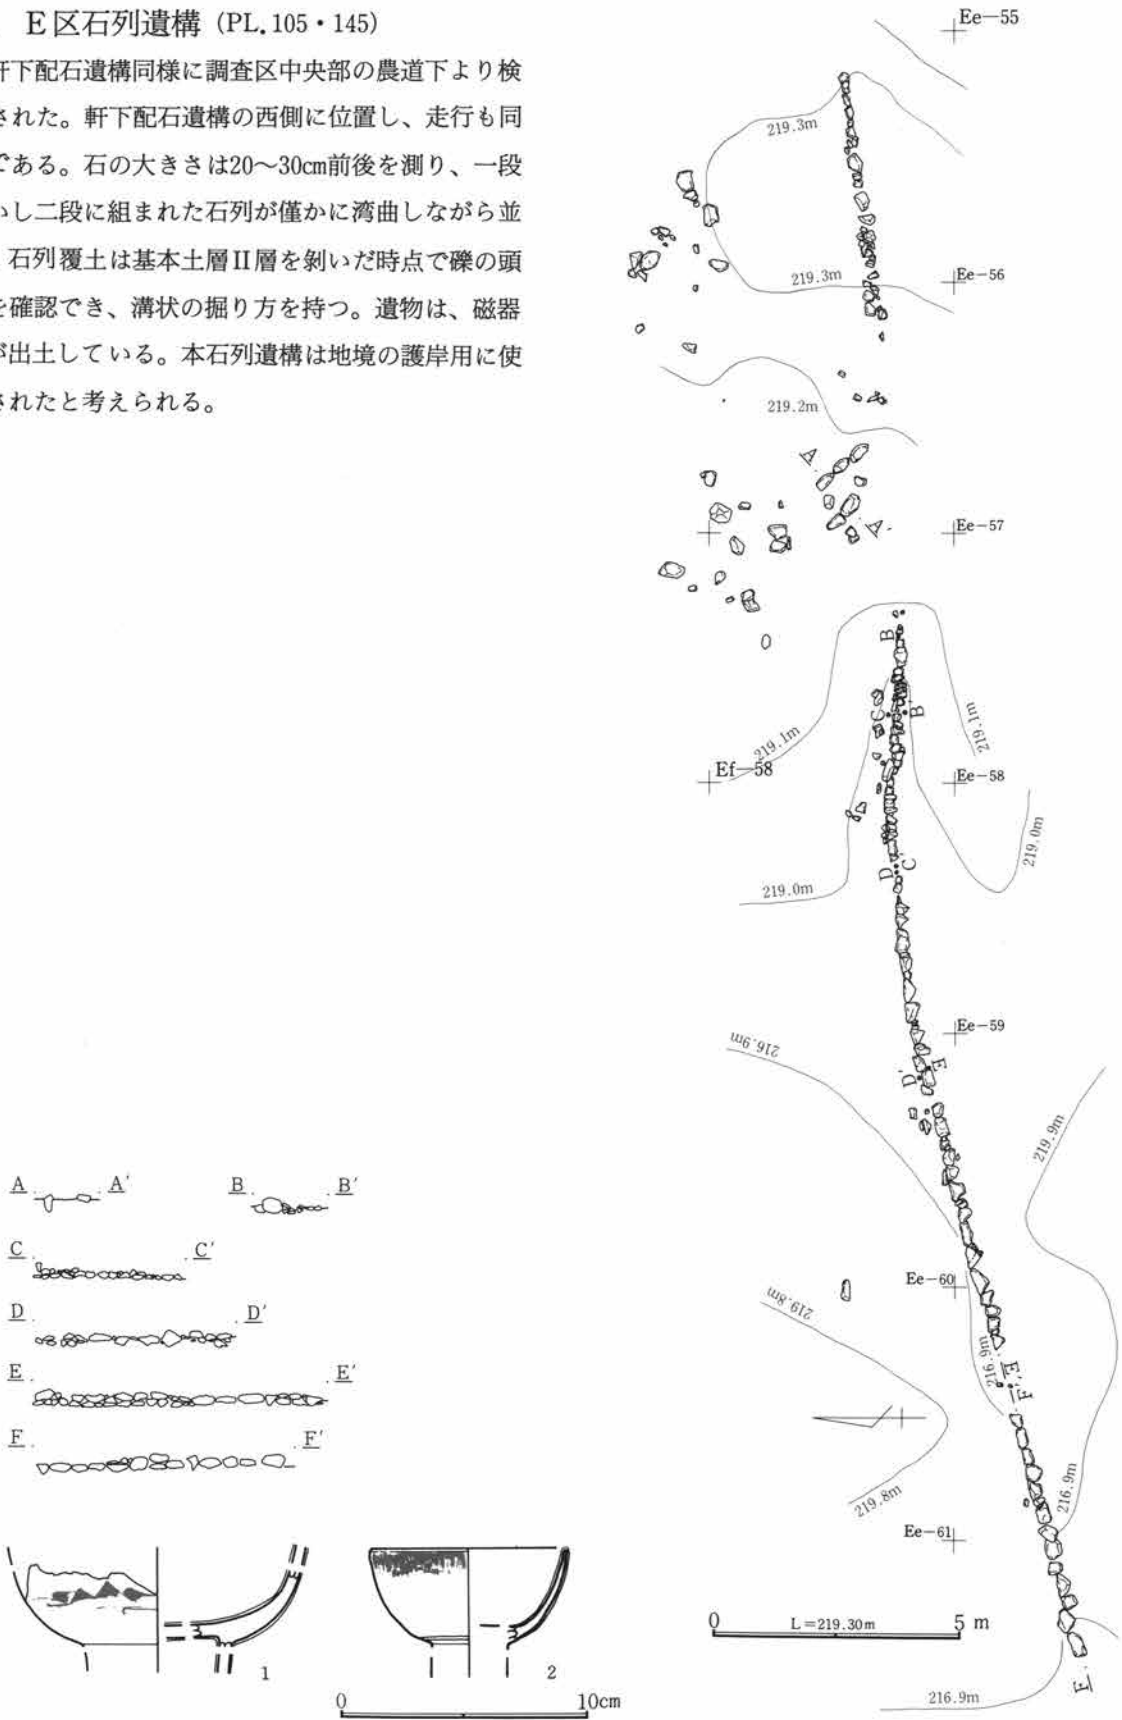 E区石列遺構 (PL.105・145)
軒下配石遺構同様に調査区中央部の農道下より検
された。軒下配石遺構の西側に位置し、走行も同
である。石の大きさは20～30cm前後を測り、一段
いし二段に組まれた石列が僅かに湾曲しながら並
石列覆土は基本土層II層を剝いだ時点で礫の頭
を確認でき、溝状の掘り方を持つ。遺物は、磁器
が出土している。本石列遺構は地境の護岸用に使
されたと考えられる。
Ee-55
219.3m
219.3m
Ee-56
219.2m
A
A'
Ee-57
B
C
B'
219.1m
219.1m
Ef-58
Ee-58
219.0m
D
C'
219.0m
Ee-59
216.9m
D'
E
219.9m
Ee-60
219.8m
216.9m
E'
F'
219.8m
216.9m
Ee-61
0 L=219.30m 5 m
F
216.9m
A A' B B'
C C'
D D'
E E'
F F'
1 2
0 10cm